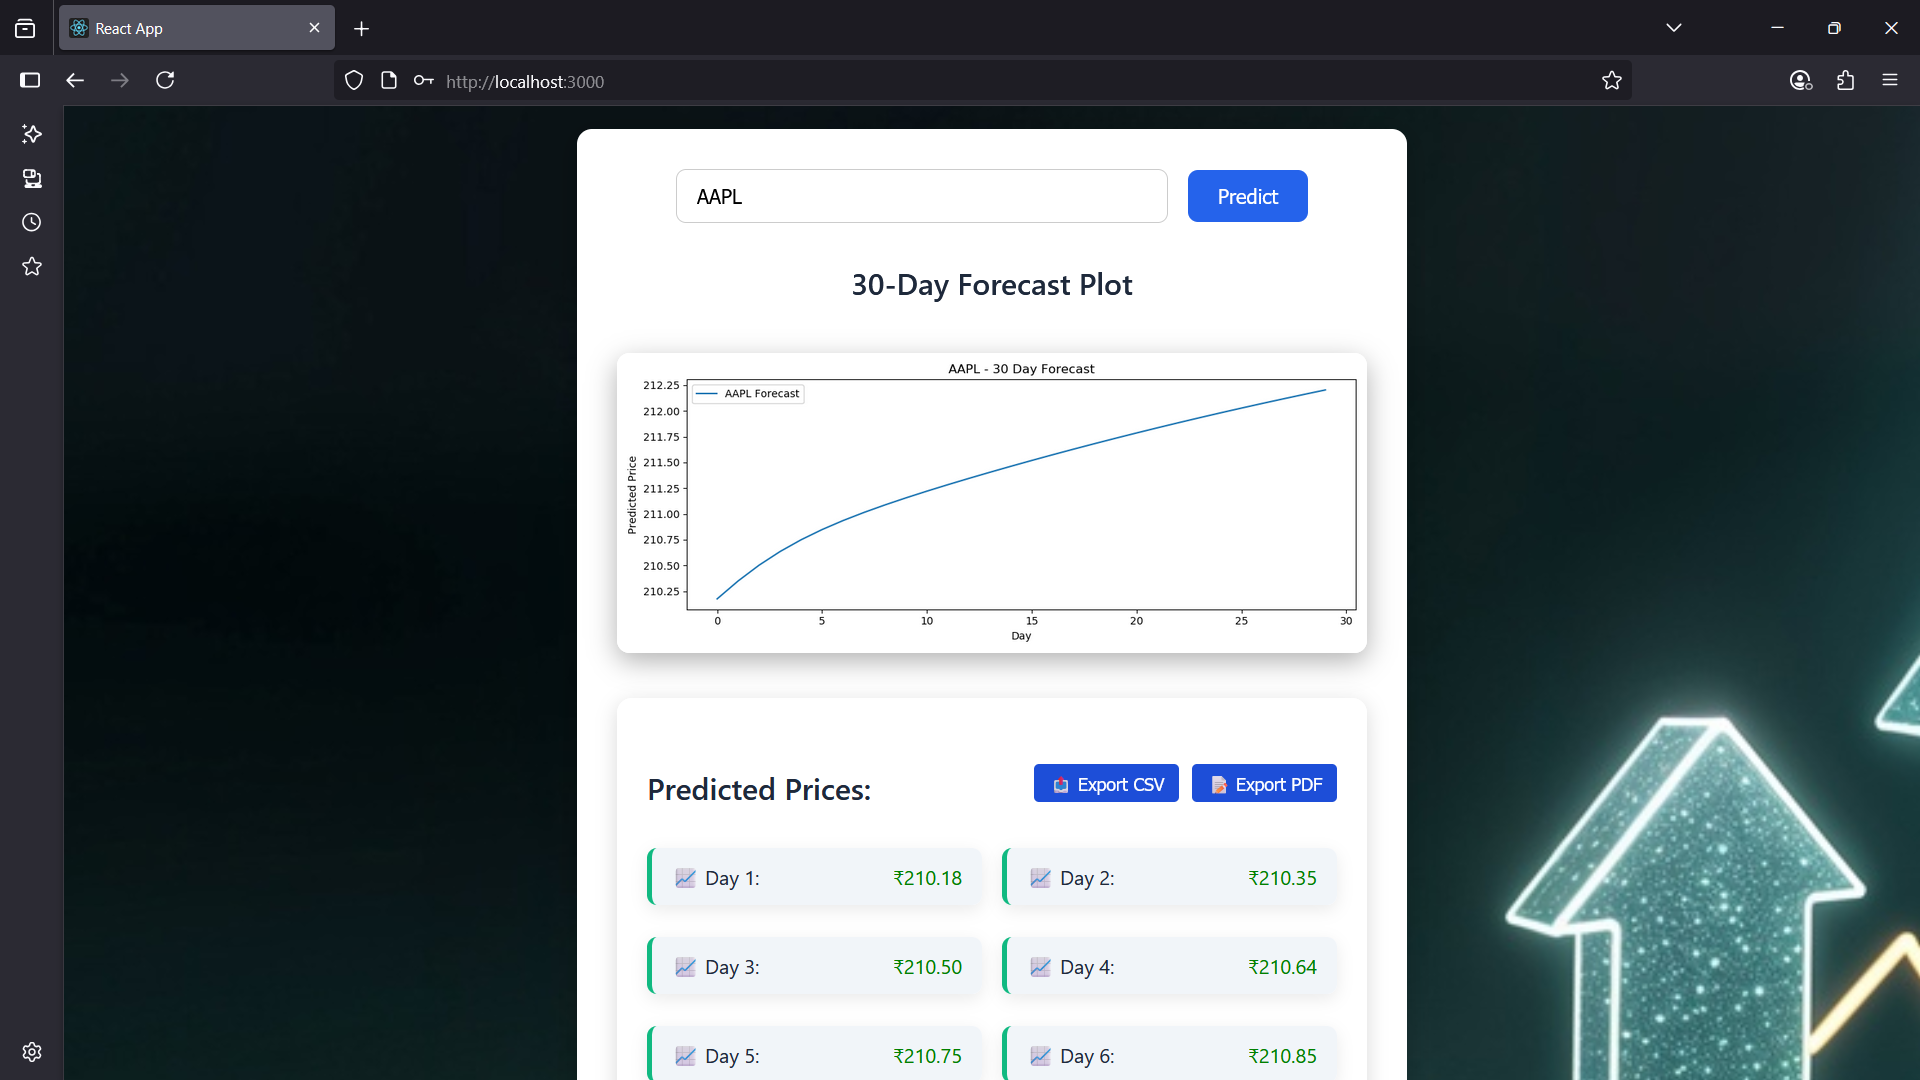 React App
http://localhost:3000
AAPL
Predict
30-Day Forecast Plot
AAPL - 30 Day Forecast
AAPL Forecast
212.25
212.00
211.75
211.50
211.25
211.00
210.75
210.50
210.25
Predicted Price
0 5 10 15 20 25 30
Day
Predicted Prices:
Export CSV
Export PDF
Day 1: ₹210.18
Day 2: ₹210.35
Day 3: ₹210.50
Day 4: ₹210.64
Day 5: ₹210.75
Day 6: ₹210.85